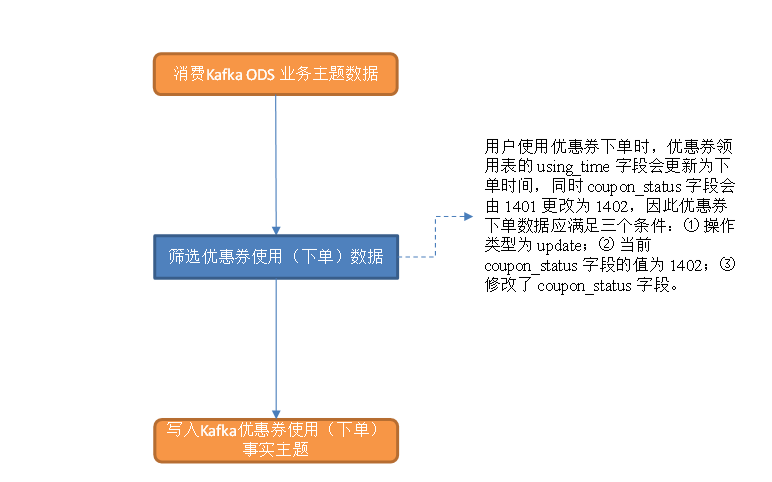 消费Kafka ODS 业务主题数据
用户使用优惠券下单时，优惠券领
用表的 using_time 字段会更新为下
单时间，同时 coupon_status 字段会
由 1401 更改为 1402，因此优惠券
下单数据应满足三个条件：① 操作
类型为 update；② 当前
coupon_status 字段的值为 1402；③
修改了 coupon_status 字段。
筛选优惠券使用（下单）数据
写入Kafka优惠券使用（下单）
事实主题